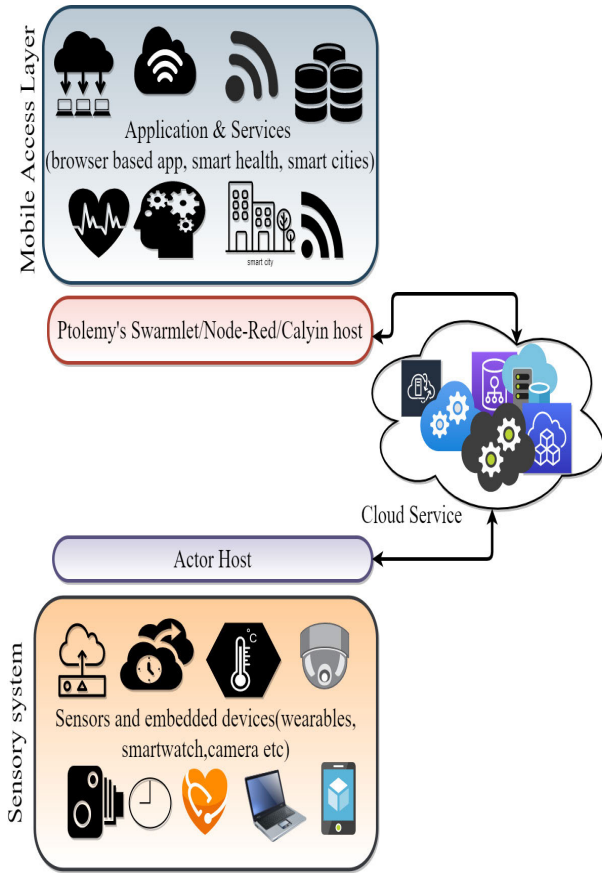 Mobile Access Layer
Application & Services
(browser based app, smart health, smart cities)
smart city
Ptolemy's Swarmlet/Node-Red/Calyin host
Cloud Service
Actor Host
Sensory system
°C
Sensors and embedded devices(wearables,
smartwatch,camera etc)